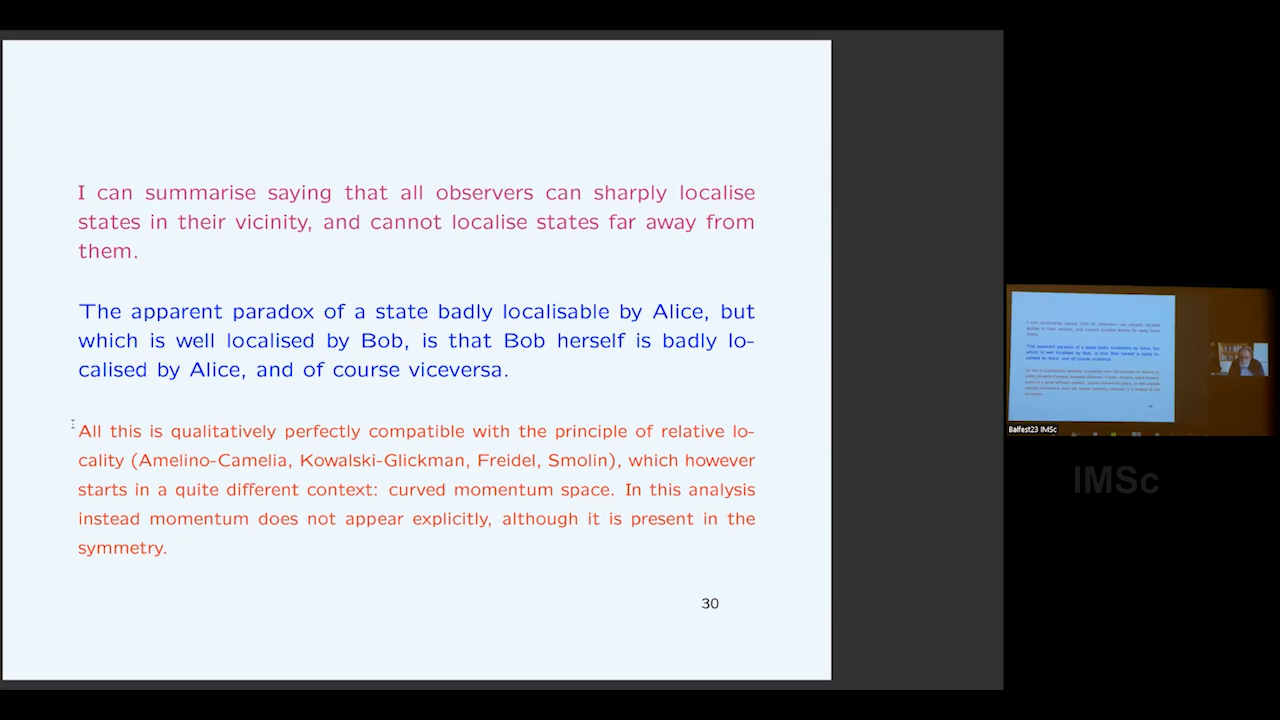 I can summarise saying that all observers can sharply localise
states in their vicinity, and cannot localise states far away from
them.
The apparent paradox of a state badly localisable by Alice, but
which is well localised by Bob, is that Bob herself is badly lo-
calised by Alice, and of course viceversa.
All this is qualitatively perfectly compatible with the principle of relative lo-
cality (Amelino-Camelia, Kowalski-Glickman, Freidel, Smolin), which however
starts in a quite different context: curved momentum space. In this analysis
instead momentum does not appear explicitly, although it is present in the
symmetry.
30
Balfest23 IMSc
IMSc